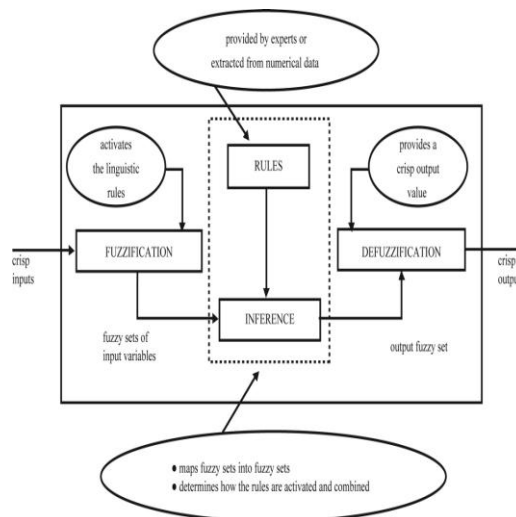 provided by experts or
extracted from numerical data
activates
the linguistic
rules
RULES
provides a
crisp output
value
FUZZIFICATION
DEFUZZIFICATION
crisp
inputs
crisp
output
INFERENCE
fuzzy sets of
input variables
output fuzzy set
● maps fuzzy sets into fuzzy sets
● determines how the rules are activated and combined